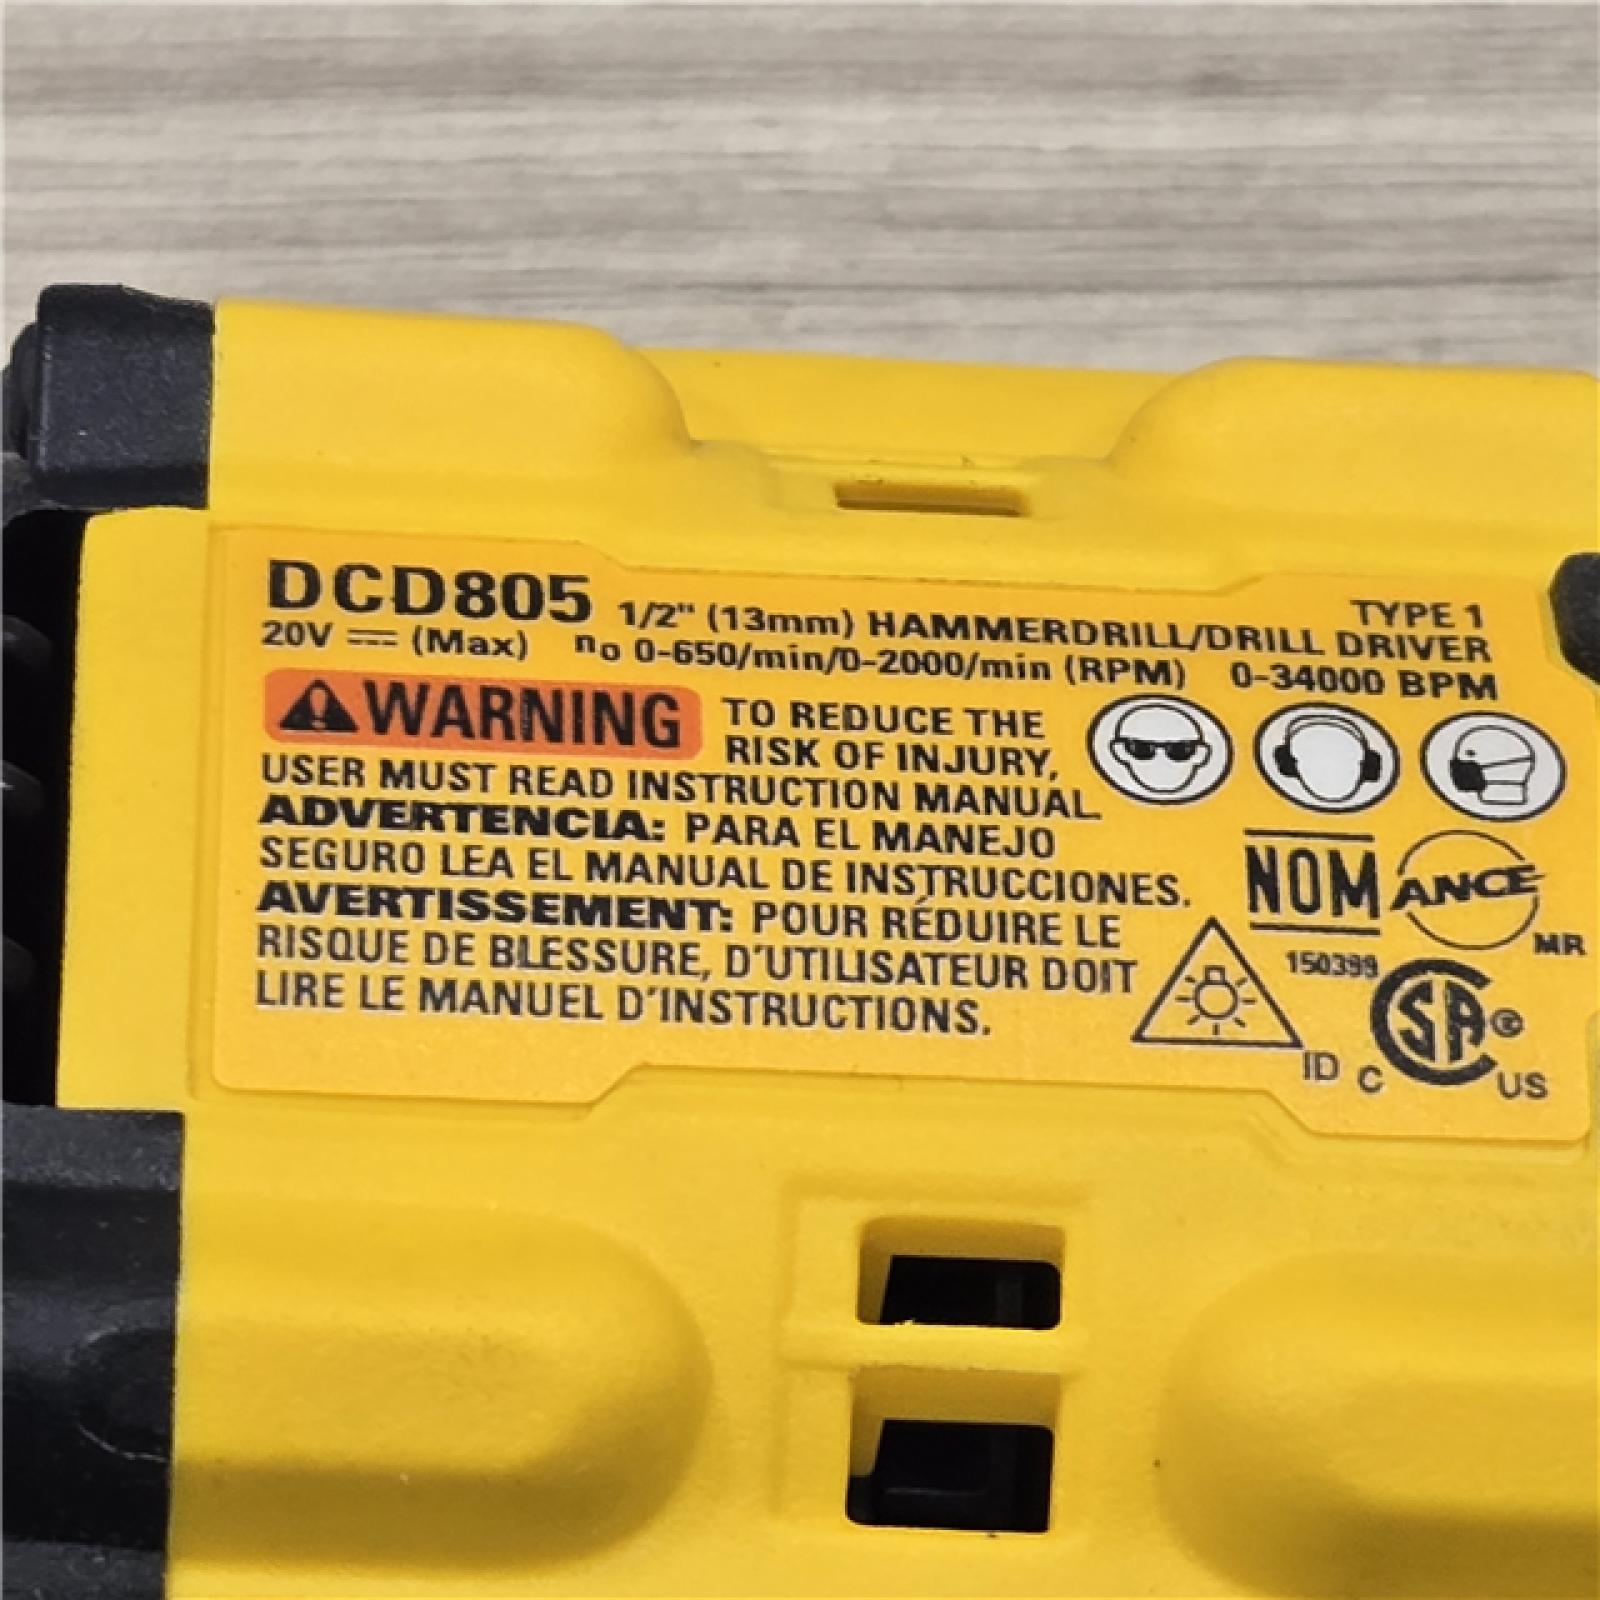 DCD805 1/2" (13mm) HAMMERDRILL/DRILL DRIVER TYPE 1
20V ⎓ (Max) n₀ 0-650/min/0-2000/min (RPM) 0-34000 BPM
⚠WARNING TO REDUCE THE
RISK OF INJURY,
USER MUST READ INSTRUCTION MANUAL.
ADVERTENCIA: PARA EL MANEJO
SEGURO LEA EL MANUAL DE INSTRUCCIONES.
AVERTISSEMENT: POUR RÉDUIRE LE
RISQUE DE BLESSURE, D'UTILISATEUR DOIT
LIRE LE MANUEL D'INSTRUCTIONS.
NOM ANCE MR
150399
ID C SA® US